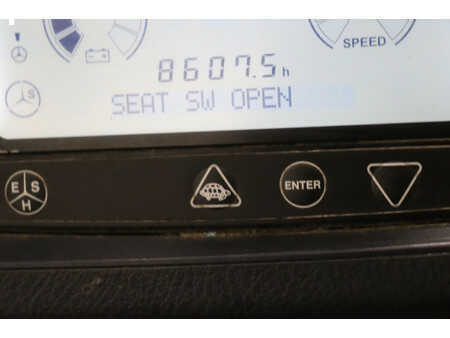 SPEED
8607.5h
S
SEAT SW OPEN
E S
H
ENTER